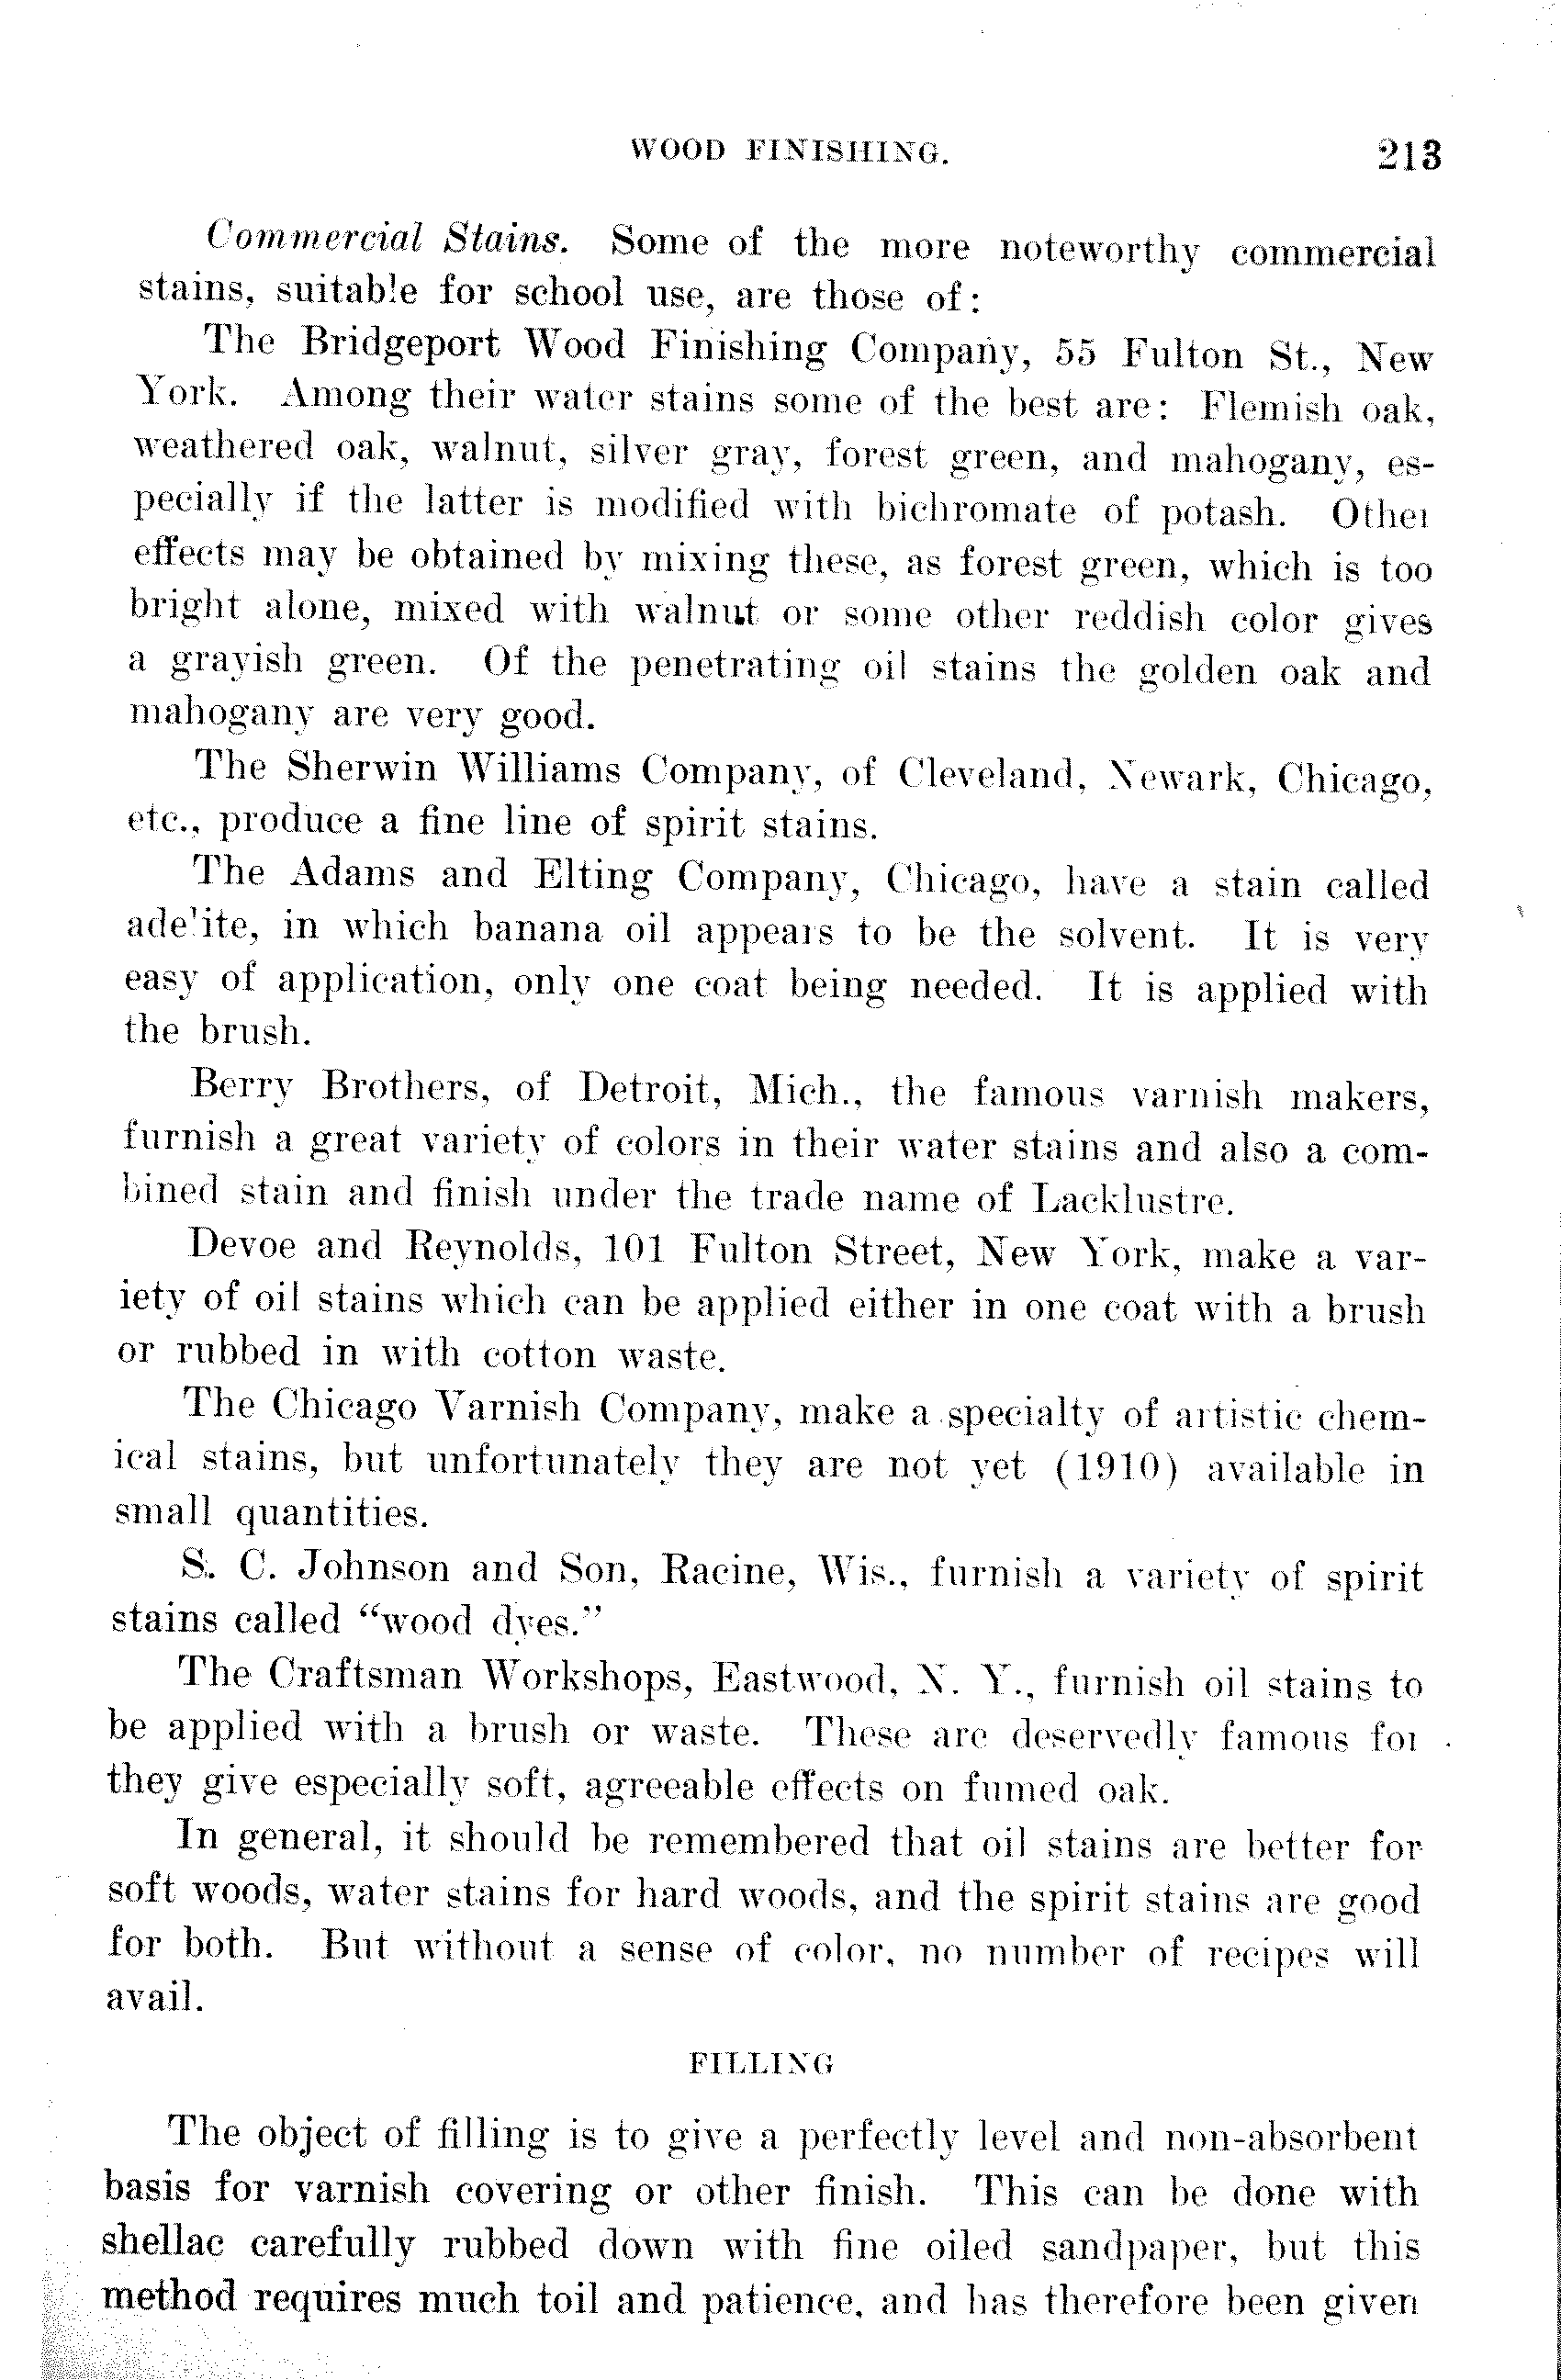 WOOD FINISHING. 213
Commercial Stains. Some of the more noteworthy commercial
stains, suitable for school use, are those of:
The Bridgeport Wood Finishing Company, 55 Fulton St., New
York. Among their water stains some of the best are: Flemish oak,
weathered oak, walnut, silver gray, forest green, and mahogany, es-
pecially if the latter is modified with bichromate of potash. Other
effects may be obtained by mixing these, as forest green, which is too
bright alone, mixed with walnut or some other reddish color gives
a grayish green. Of the penetrating oil stains the golden oak and
mahogany are very good.
The Sherwin Williams Company, of Cleveland, Newark, Chicago,
etc., produce a fine line of spirit stains.
The Adams and Elting Company, Chicago, have a stain called
adelite, in which banana oil appears to be the solvent. It is very
easy of application, only one coat being needed. It is applied with
the brush.
Berry Brothers, of Detroit, Mich., the famous varnish makers,
furnish a great variety of colors in their water stains and also a com-
bined stain and finish under the trade name of Lacklustre.
Devoe and Reynolds, 101 Fulton Street, New York, make a var-
iety of oil stains which can be applied either in one coat with a brush
or rubbed in with cotton waste.
The Chicago Varnish Company, make a specialty of artistic chem-
ical stains, but unfortunately they are not yet (1910) available in
small quantities.
S. C. Johnson and Son, Racine, Wis., furnish a variety of spirit
stains called "wood dyes."
The Craftsman Workshops, Eastwood, N. Y., furnish oil stains to
be applied with a brush or waste. These are deservedly famous for
they give especially soft, agreeable effects on fumed oak.
In general, it should be remembered that oil stains are better for
soft woods, water stains for hard woods, and the spirit stains are good
for both. But without a sense of color, no number of recipes will
avail.
FILLING
The object of filling is to give a perfectly level and non-absorbent
basis for varnish covering or other finish. This can be done with
shellac carefully rubbed down with fine oiled sandpaper, but this
method requires much toil and patience, and has therefore been given